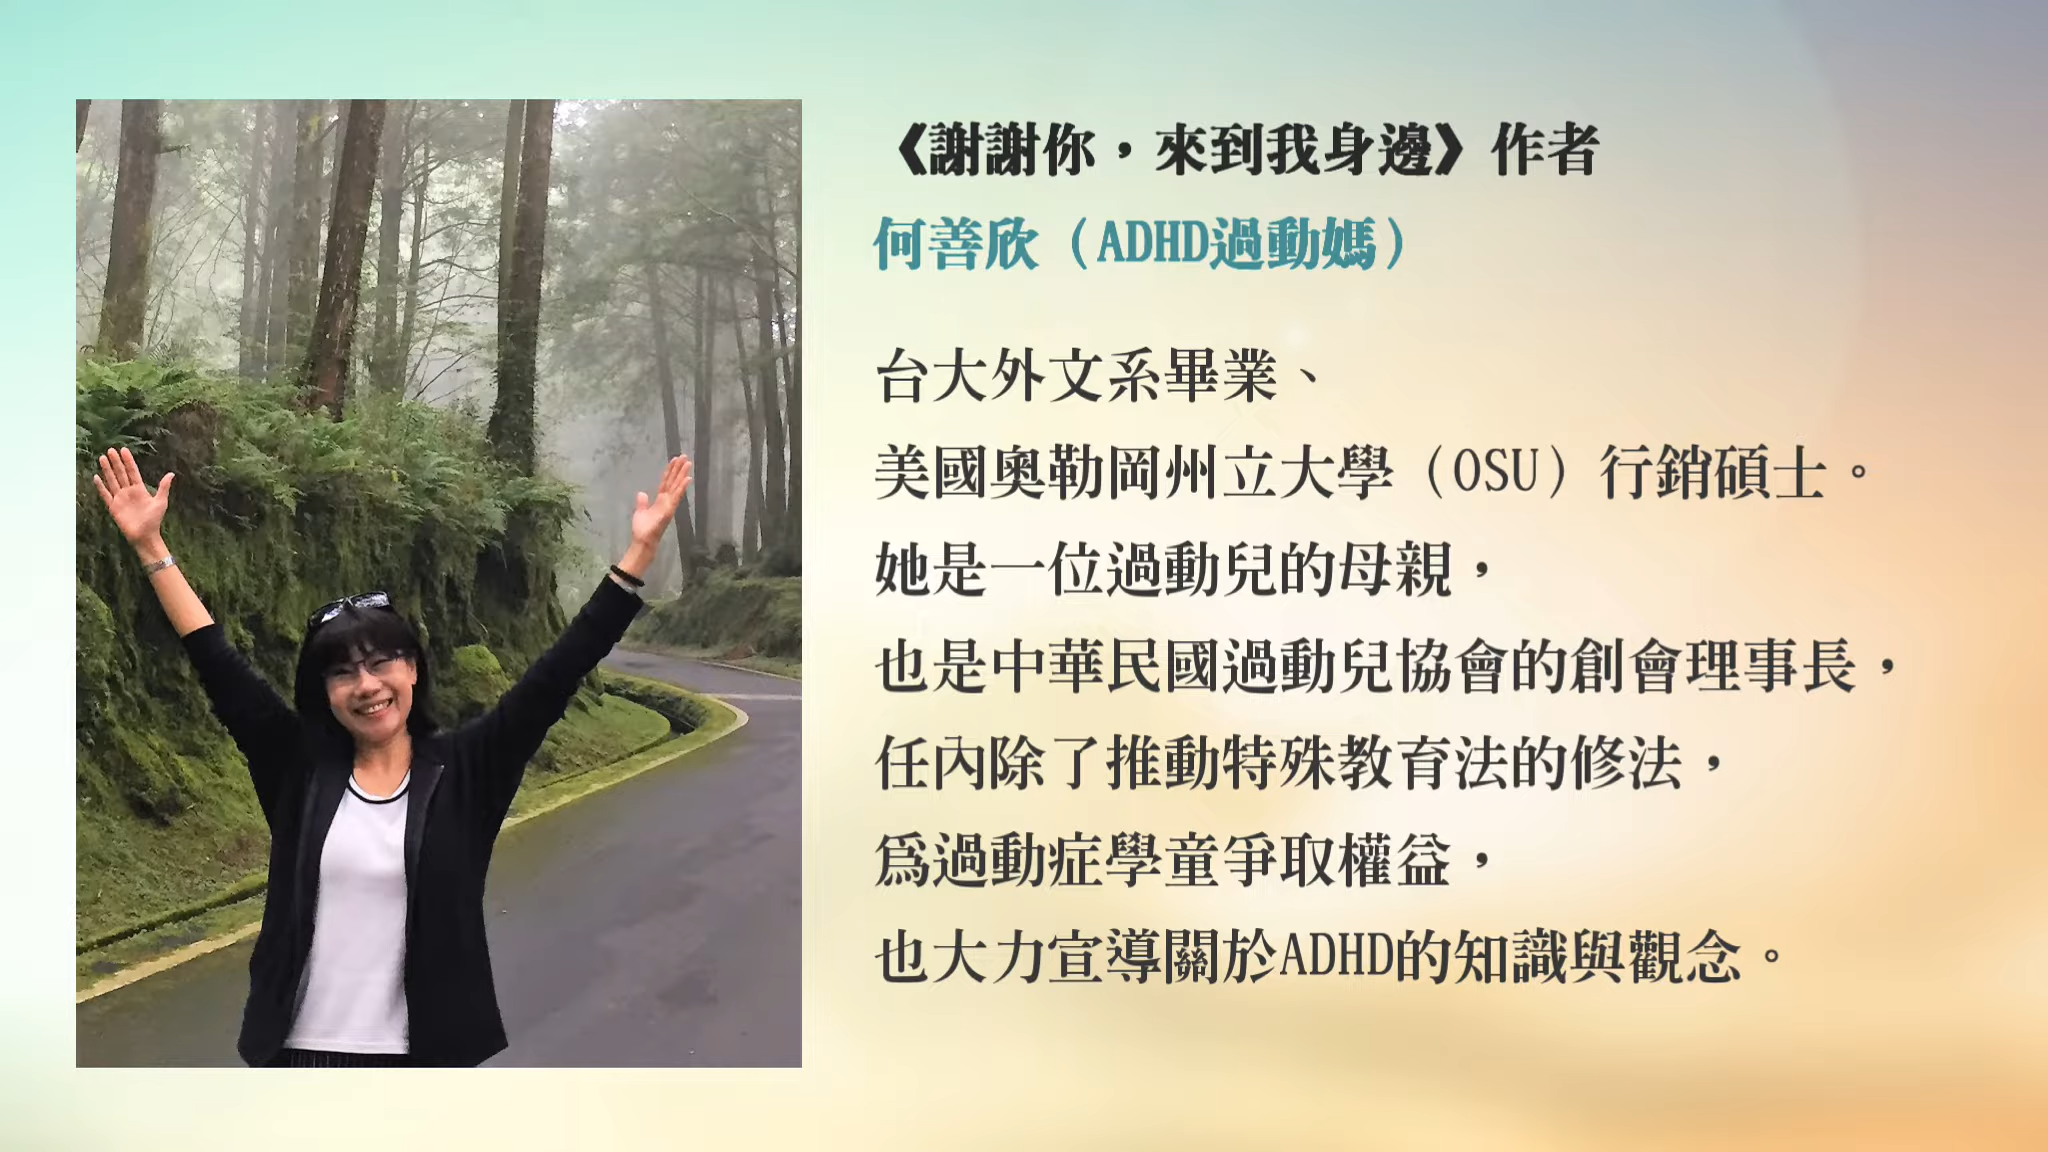 《謝謝你，來到我身邊》作者
何善欣（ADHD過動媽）
台大外文系畢業、
美國奧勒岡州立大學（OSU）行銷碩士。
她是一位過動兒的母親，
也是中華民國過動兒協會的創會理事長，
任內除了推動特殊教育法的修法，
爲過動症學童爭取權益，
也大力宣導關於ADHD的知識與觀念。